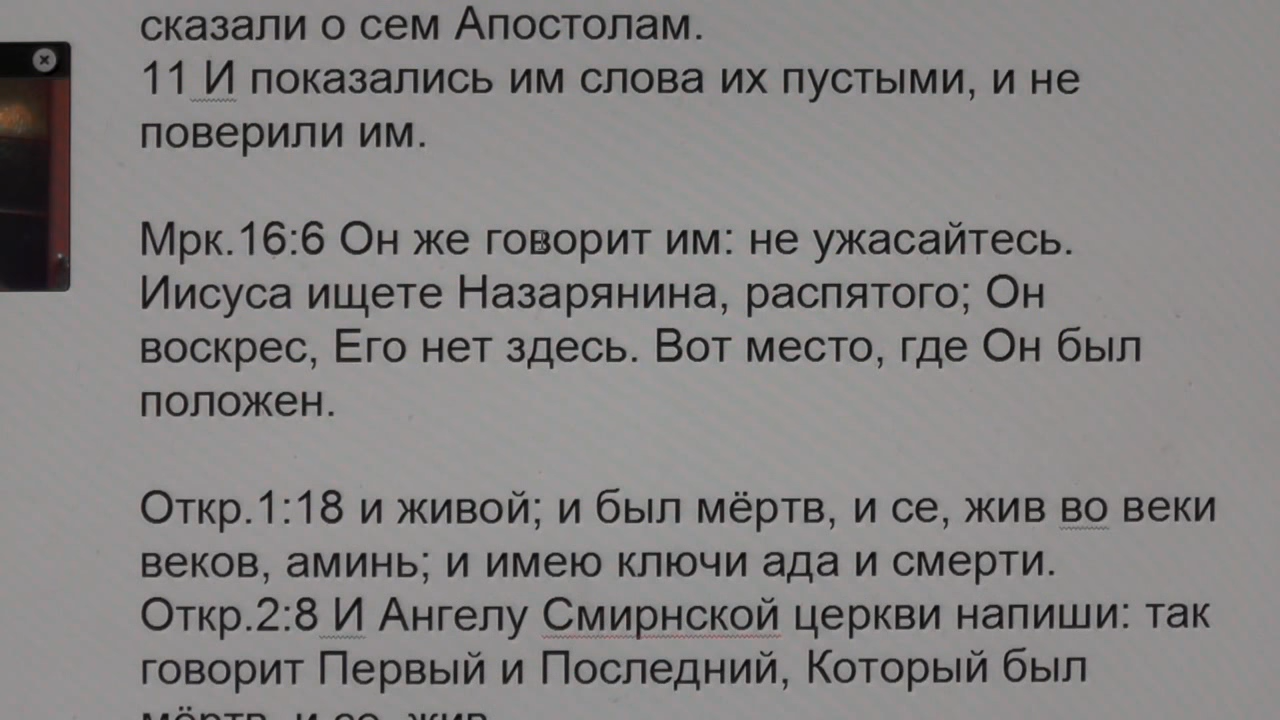 сказали о сем Апостолам.
11 И показались им слова их пустыми, и не
поверили им.
Мрк.16:6 Он же говорит им: не ужасайтесь.
Иисуса ищете Назарянина, распятого; Он
воскрес, Его нет здесь. Вот место, где Он был
положен.
Откр.1:18 и живой; и был мёртв, и се, жив во веки
веков, аминь; и имею ключи ада и смерти.
Откр.2:8 И Ангелу Смирнской церкви напиши: так
говорит Первый и Последний, Который был
мёртв, и се, жив